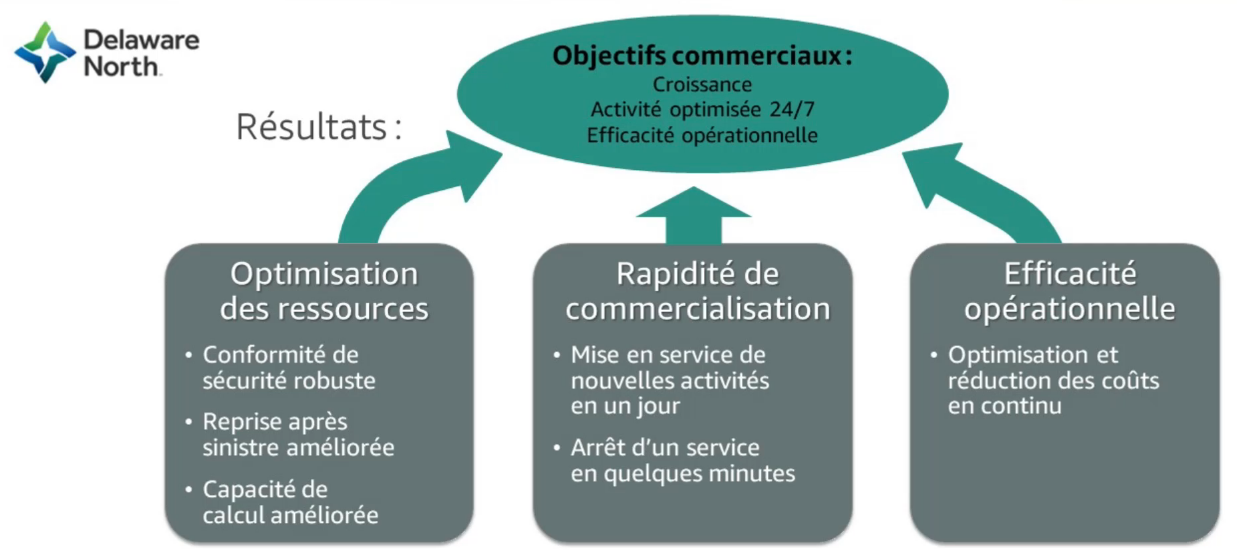 Delaware
North
Objectifs commerciaux :
Croissance
Activité optimisée 24/7
Efficacité opérationnelle
Résultats :
Optimisation
des ressources
• Conformité de
sécurité robuste
• Reprise après
sinistre améliorée
• Capacité de
calcul améliorée
Rapidité de
commercialisation
• Mise en service de
nouvelles activités
en un jour
• Arrêt d’un service
en quelques minutes
Efficacité
opérationnelle
• Optimisation et
réduction des coûts
en continu